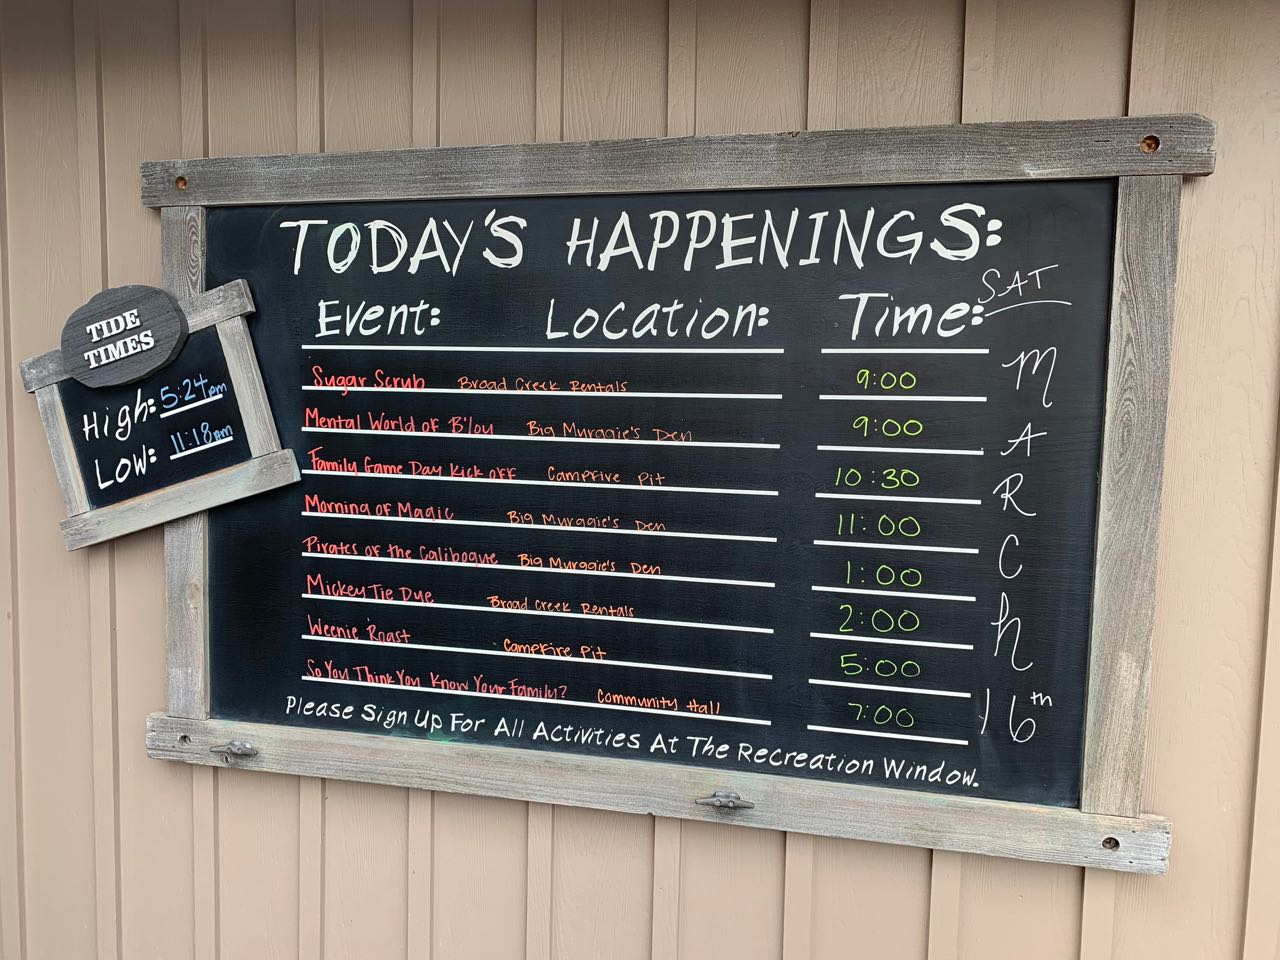 TODAY'S HAPPENINGS:
Event: Location: Time: SAT
Sugar Scrub Broad Creek Rentals 9:00
Mental World of B'lou Big Murggie's Den 9:00
Family Game Day Kick off Campfire Pit 10:30
Morning of Magic Big Murggie's Den 11:00
Pirates of the Calibogue Big Murggie's Den 1:00
Mickey Tie Dye Broad Creek Rentals 2:00
Weenie Roast Campfire Pit 5:00
So You Think You Know Your Family? Community Hall 7:00
MARCh 16th
Please Sign Up For All Activities At The Recreation Window.
TIDE
TIMES
High: 5:24pm
Low: 11:18am